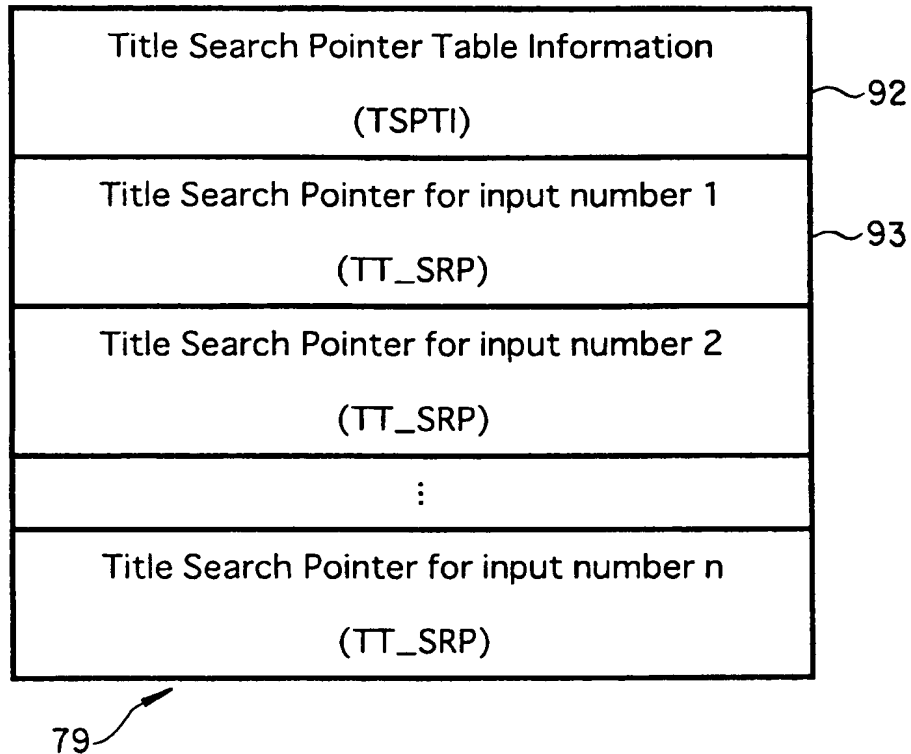 Title Search Pointer Table Information
(TSPTI)
92
Title Search Pointer for input number 1
(TT_SRP)
93
Title Search Pointer for input number 2
(TT_SRP)
⋮
Title Search Pointer for input number n
(TT_SRP)
79